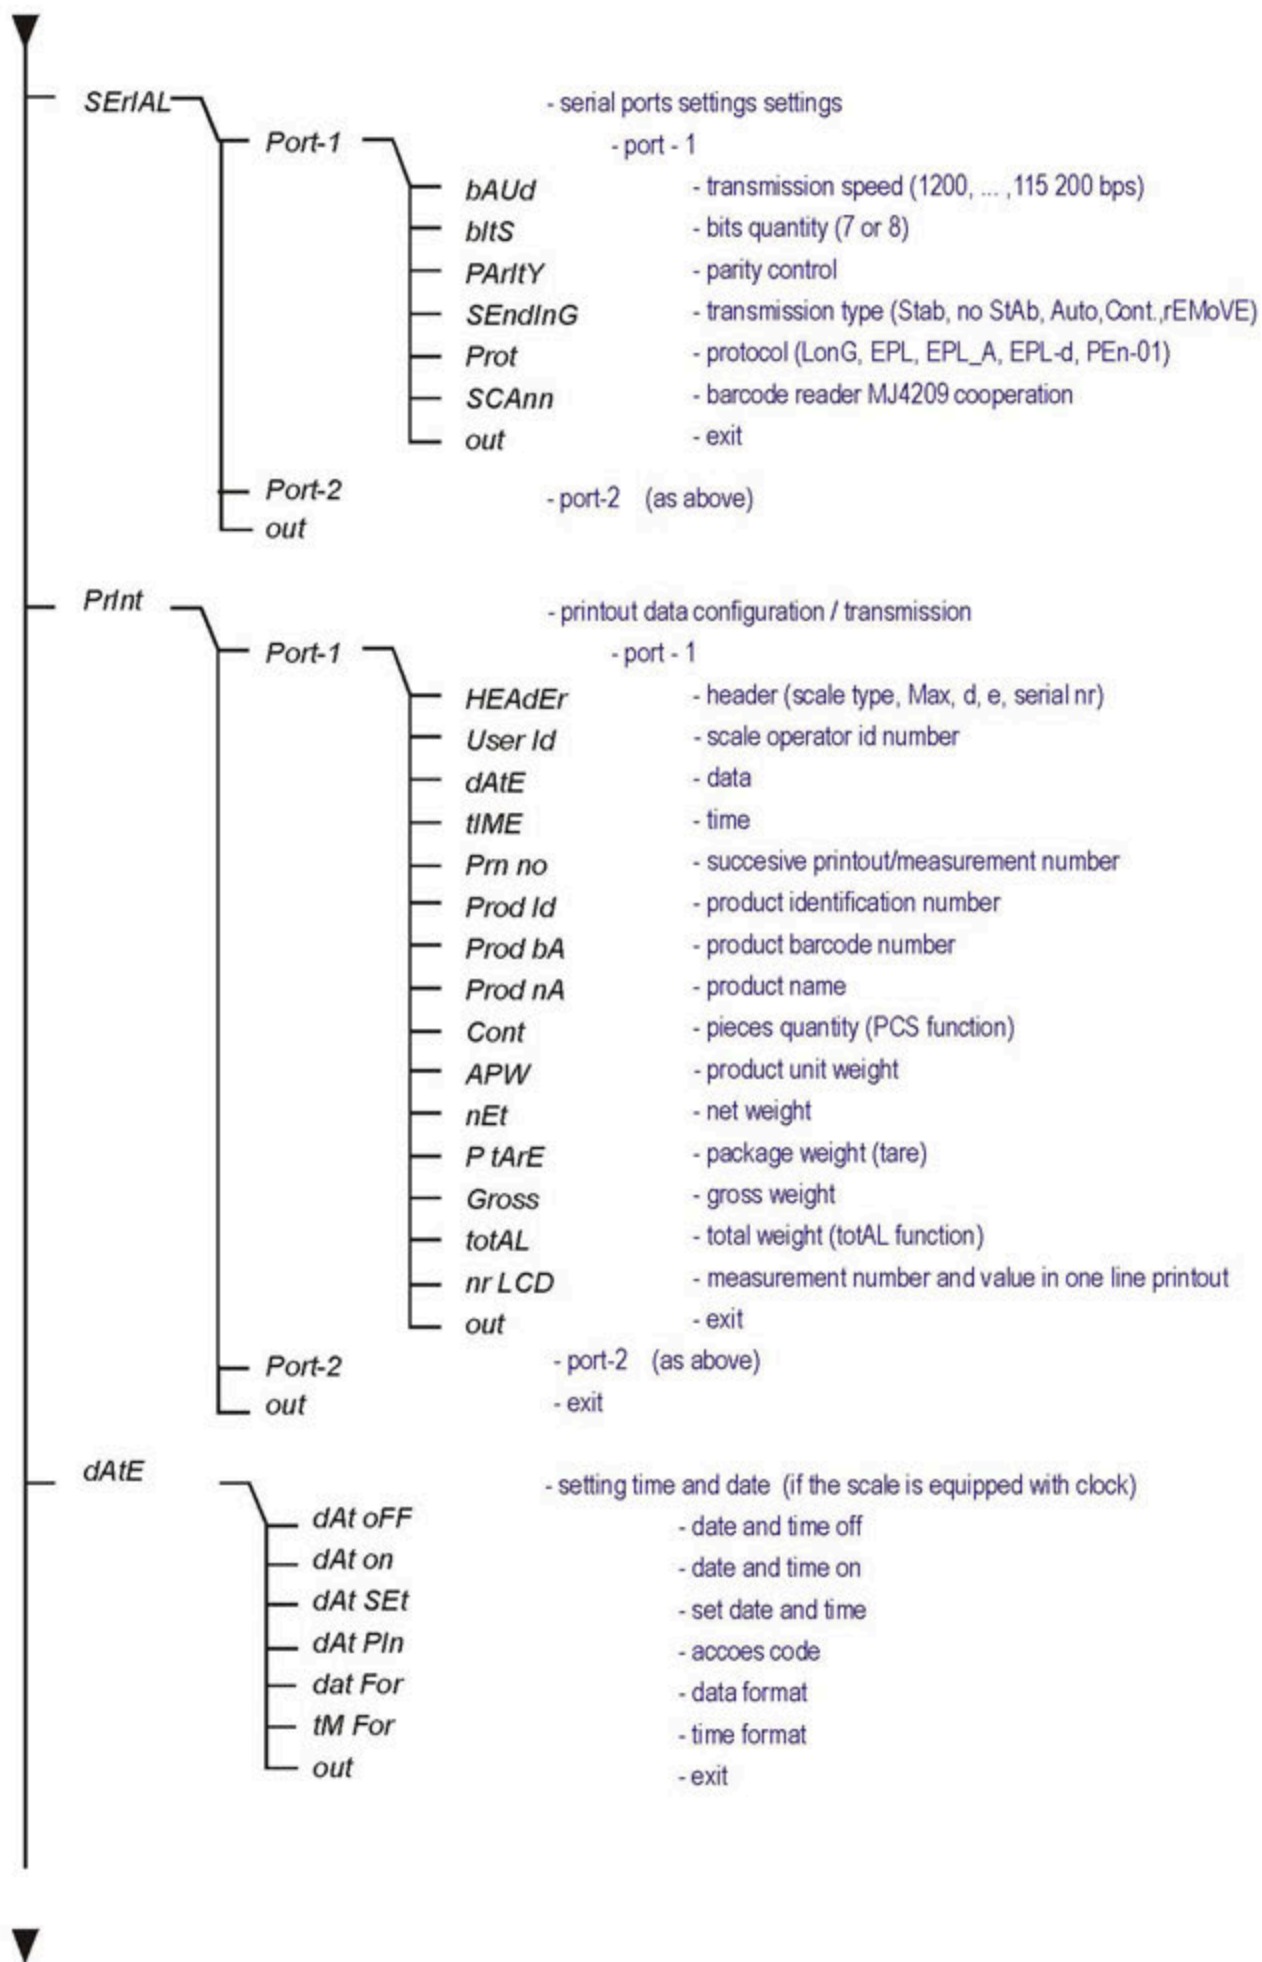 SErIAL - serial ports settings settings
Port-1 - port - 1
bAUd - transmission speed (1200, ... ,115 200 bps)
bItS - bits quantity (7 or 8)
PArItY - parity control
SEndInG - transmission type (Stab, no StAb, Auto,Cont.,rEMoVE)
Prot - protocol (LonG, EPL, EPL_A, EPL-d, PEn-01)
SCAnn - barcode reader MJ4209 cooperation
out - exit
Port-2 - port-2 (as above)
out
PrInt - printout data configuration / transmission
Port-1 - port - 1
HEAdEr - header (scale type, Max, d, e, serial nr)
User Id - scale operator id number
dAtE - data
tIME - time
Prn no - succesive printout/measurement number
Prod Id - product identification number
Prod bA - product barcode number
Prod nA - product name
Cont - pieces quantity (PCS function)
APW - product unit weight
nEt - net weight
P tArE - package weight (tare)
Gross - gross weight
totAL - total weight (totAL function)
nr LCD - measurement number and value in one line printout
out - exit
Port-2 - port-2 (as above)
out - exit
dAtE - setting time and date (if the scale is equipped with clock)
dAt oFF - date and time off
dAt on - date and time on
dAt SEt - set date and time
dAt PIn - accoes code
dat For - data format
tM For - time format
out - exit